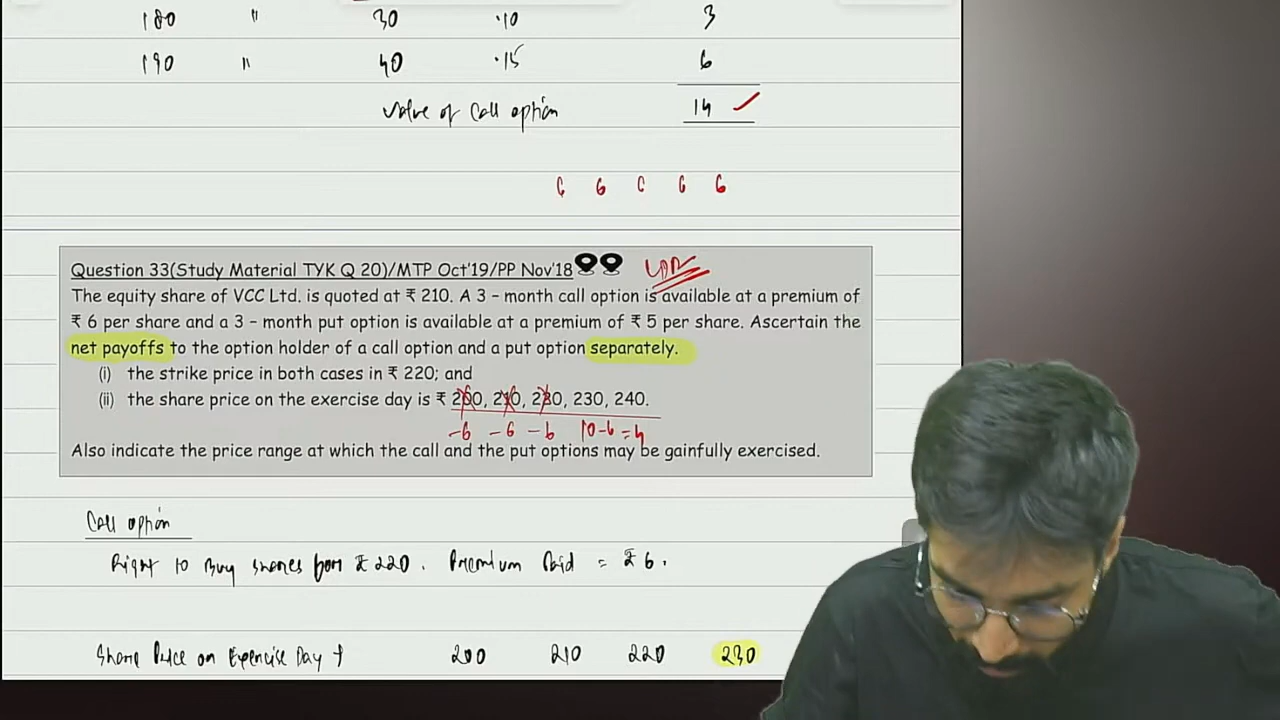 180 " 30 .10 3
190 " 40 .15 6
Value of Call option 14
6 6 6 6 6
Question 33(Study Material TYK Q 20)/MTP Oct'19/PP Nov'18
The equity share of VCC Ltd. is quoted at ₹ 210. A 3 – month call option is available at a premium of
₹ 6 per share and a 3 – month put option is available at a premium of ₹ 5 per share. Ascertain the
net payoffs to the option holder of a call option and a put option separately.
(i) the strike price in both cases in ₹ 220; and
(ii) the share price on the exercise day is ₹ 200, 210, 220, 230, 240.
-6 -6 -6 10-6=4
Also indicate the price range at which the call and the put options may be gainfully exercised.
Call option
Right to Buy shares for ₹ 220. Premium Paid = ₹ 6.
Share Price on Exercise Day 200 210 220 230